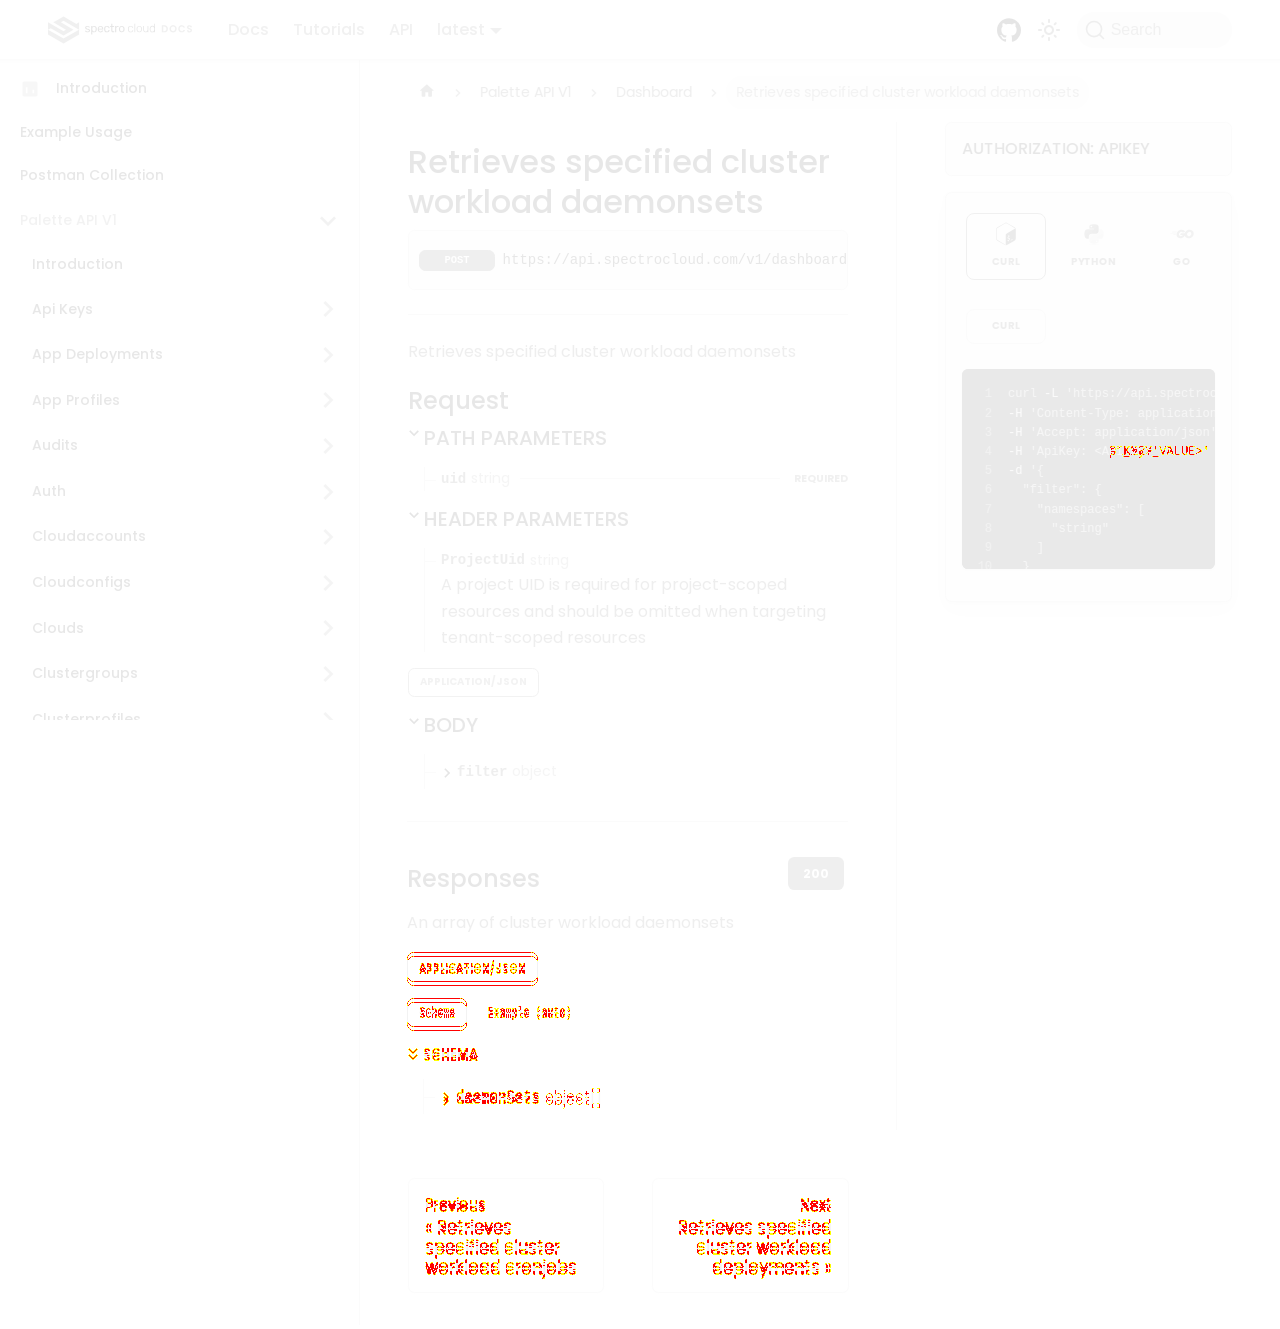 spectro cloud DOCS
Docs Tutorials API latest
Search
Introduction
Example Usage
Postman Collection
Palette API V1
Introduction
Api Keys
App Deployments
App Profiles
Audits
Auth
Cloudaccounts
Cloudconfigs
Clouds
Clustergroups
Clusterprofiles
Palette API V1 Dashboard Retrieves specified cluster workload daemonsets
Retrieves specified cluster
workload daemonsets
POST https://api.spectrocloud.com/v1/dashboard
Retrieves specified cluster workload daemonsets
Request
PATH PARAMETERS
uid string REQUIRED
HEADER PARAMETERS
ProjectUid string
A project UID is required for project-scoped
resources and should be omitted when targeting
tenant-scoped resources
APPLICATION/JSON
BODY
filter object
Responses
200
An array of cluster workload daemonsets
APPLICATION/JSON
Schema Example (auto)
SCHEMA
daemonSets object[]
Previous
« Retrieves
specified cluster
workload cronjobs
Next
Retrieves specified
cluster workload
deployments »
AUTHORIZATION: APIKEY
CURL PYTHON GO
CURL
1 curl -L 'https://api.spectroc
2 -H 'Content-Type: application
3 -H 'Accept: application/json'
4 -H 'ApiKey: VALUE>'
5 -d '{
6 "filter": {
7 "namespaces": [
8 "string"
9 ]
10 }